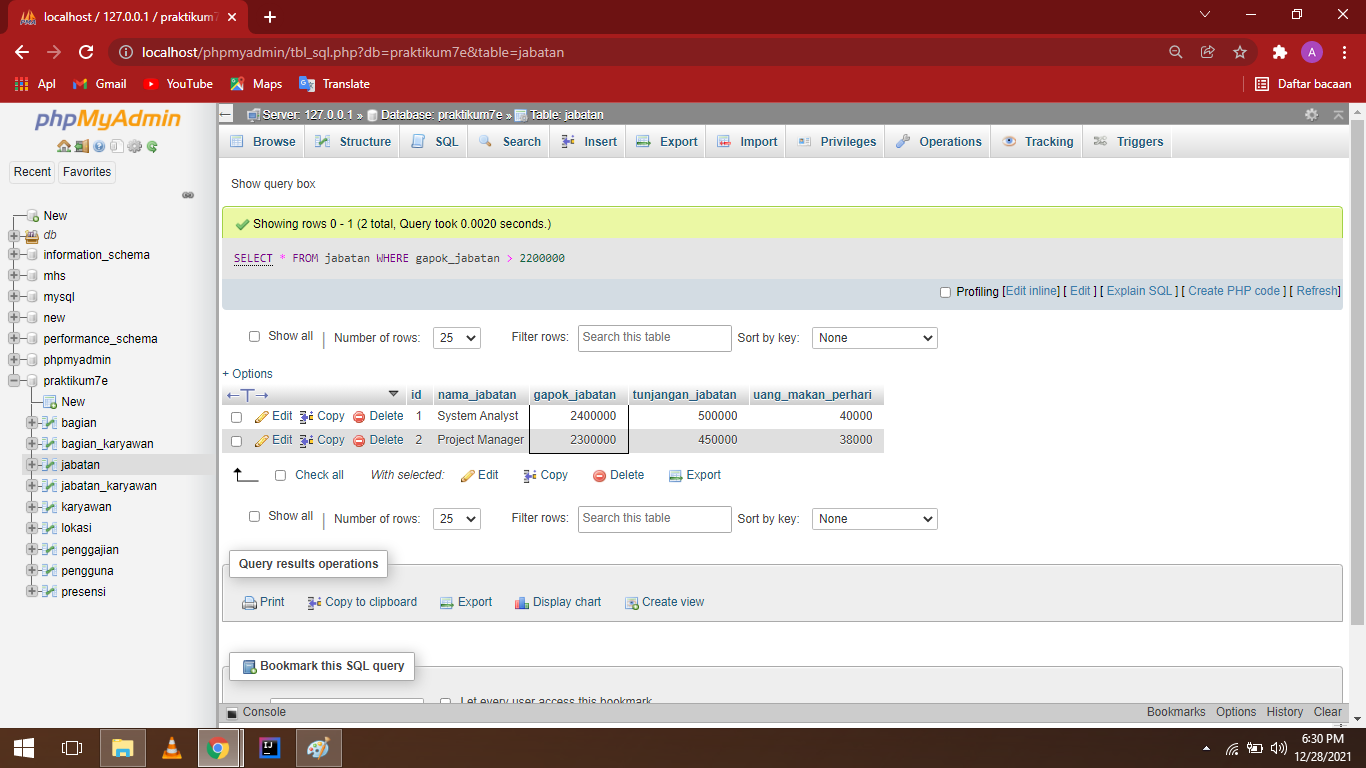 localhost / 127.0.0.1 / praktikum7
localhost/phpmyadmin/tbl_sql.php?db=praktikum7e&table=jabatan
A
Apl Gmail YouTube Maps Translate Daftar bacaan
phpMyAdmin
Recent Favorites
New
db
information_schema
mhs
mysql
new
performance_schema
phpmyadmin
praktikum7e
New
bagian
bagian_karyawan
jabatan
jabatan_karyawan
karyawan
lokasi
penggajian
pengguna
presensi
Server: 127.0.0.1 » Database: praktikum7e » Table: jabatan
Browse Structure SQL Search Insert Export Import Privileges Operations Tracking Triggers
Show query box
Showing rows 0 - 1 (2 total, Query took 0.0020 seconds.)
SELECT * FROM jabatan WHERE gapok_jabatan > 2200000
Profiling [Edit inline] [ Edit ] [ Explain SQL ] [ Create PHP code ] [ Refresh]
Show all | Number of rows: 25 Filter rows: Search this table Sort by key: None
+ Options
←T→ id nama_jabatan gapok_jabatan tunjangan_jabatan uang_makan_perhari
Edit Copy Delete 1 System Analyst 2400000 500000 40000
Edit Copy Delete 2 Project Manager 2300000 450000 38000
Check all With selected: Edit Copy Delete Export
Show all | Number of rows: 25 Filter rows: Search this table Sort by key: None
Query results operations
Print Copy to clipboard Export Display chart Create view
Bookmark this SQL query
Let every user access this bookmark
Console Bookmarks Options History Clear
IJ
6:30 PM
12/28/2021